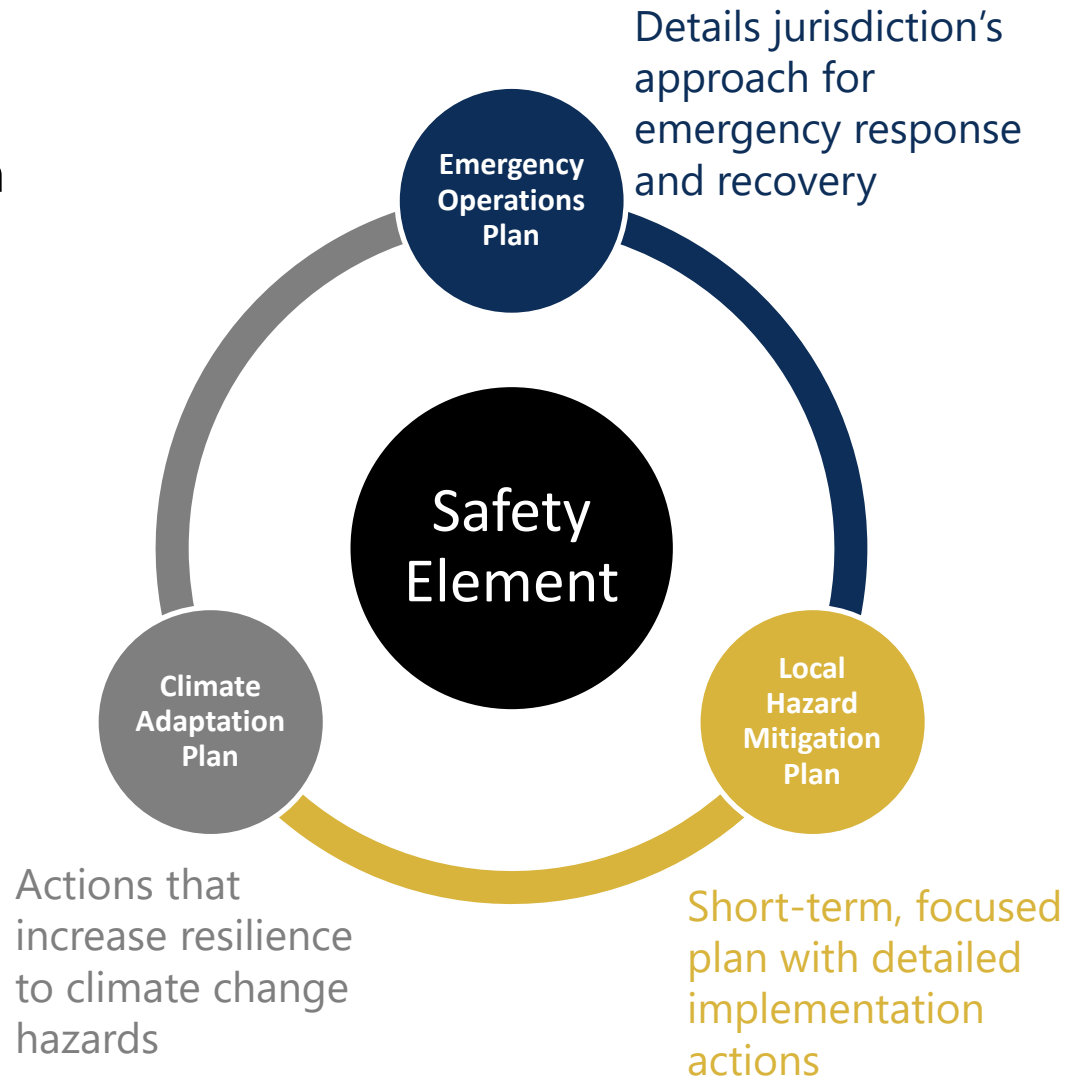 Details jurisdiction's
approach for
emergency response
and recovery
Emergency
Operations
Plan
Safety
Element
Climate
Adaptation
Plan
Local
Hazard
Mitigation
Plan
Actions that
increase resilience
to climate change
hazards
Short-term, focused
plan with detailed
implementation
actions